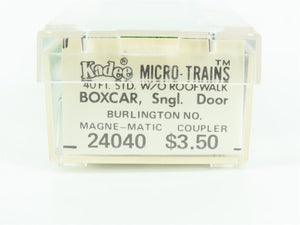 Kadee® MICRO-TRAINS™
40 FT. STD. W/O ROOFWALK
BOXCAR, Sngl. Door
BURLINGTON NO.
MAGNE-MATIC COUPLER
24040 $3.50